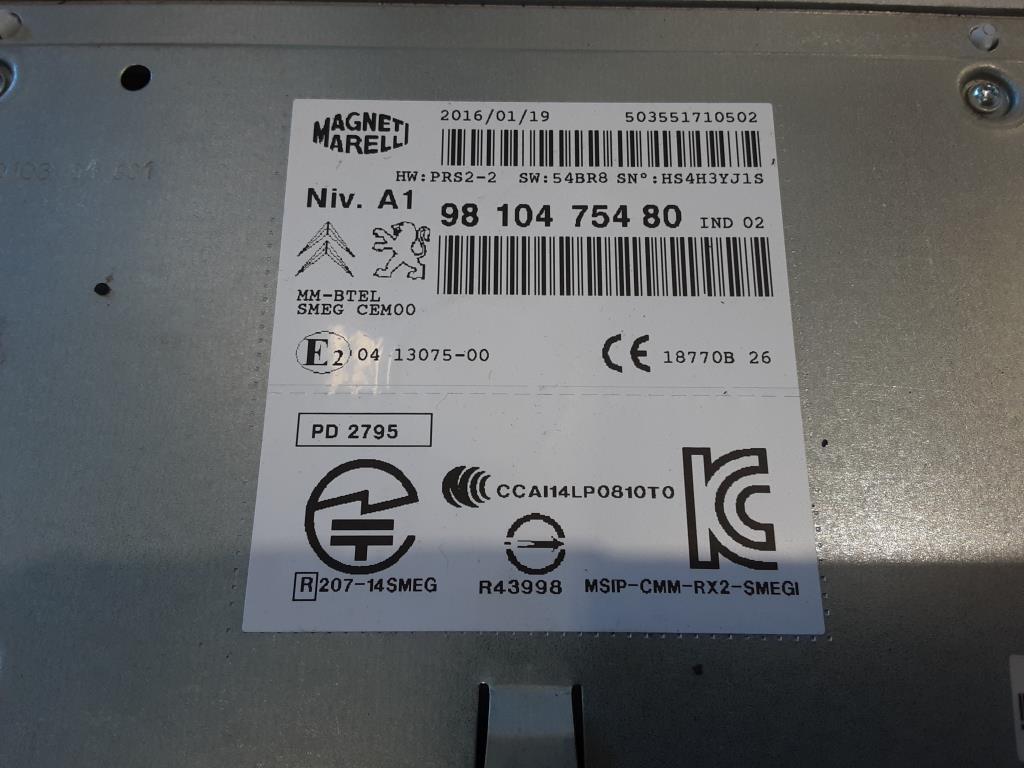 MAGNETI
MARELLI
2016/01/19 503551710502
HW:PRS2-2 SW:54BR8 SN°:HS4H3YJ1S
Niv. A1
98 104 754 80 IND 02
MM-BTEL
SMEG CEM00
E2 04 13075-00
CE 18770B 26
PD 2795
CCAI14LP0810T0
R 207-14SMEG
R43998
MSIP-CMM-RX2-SMEGI